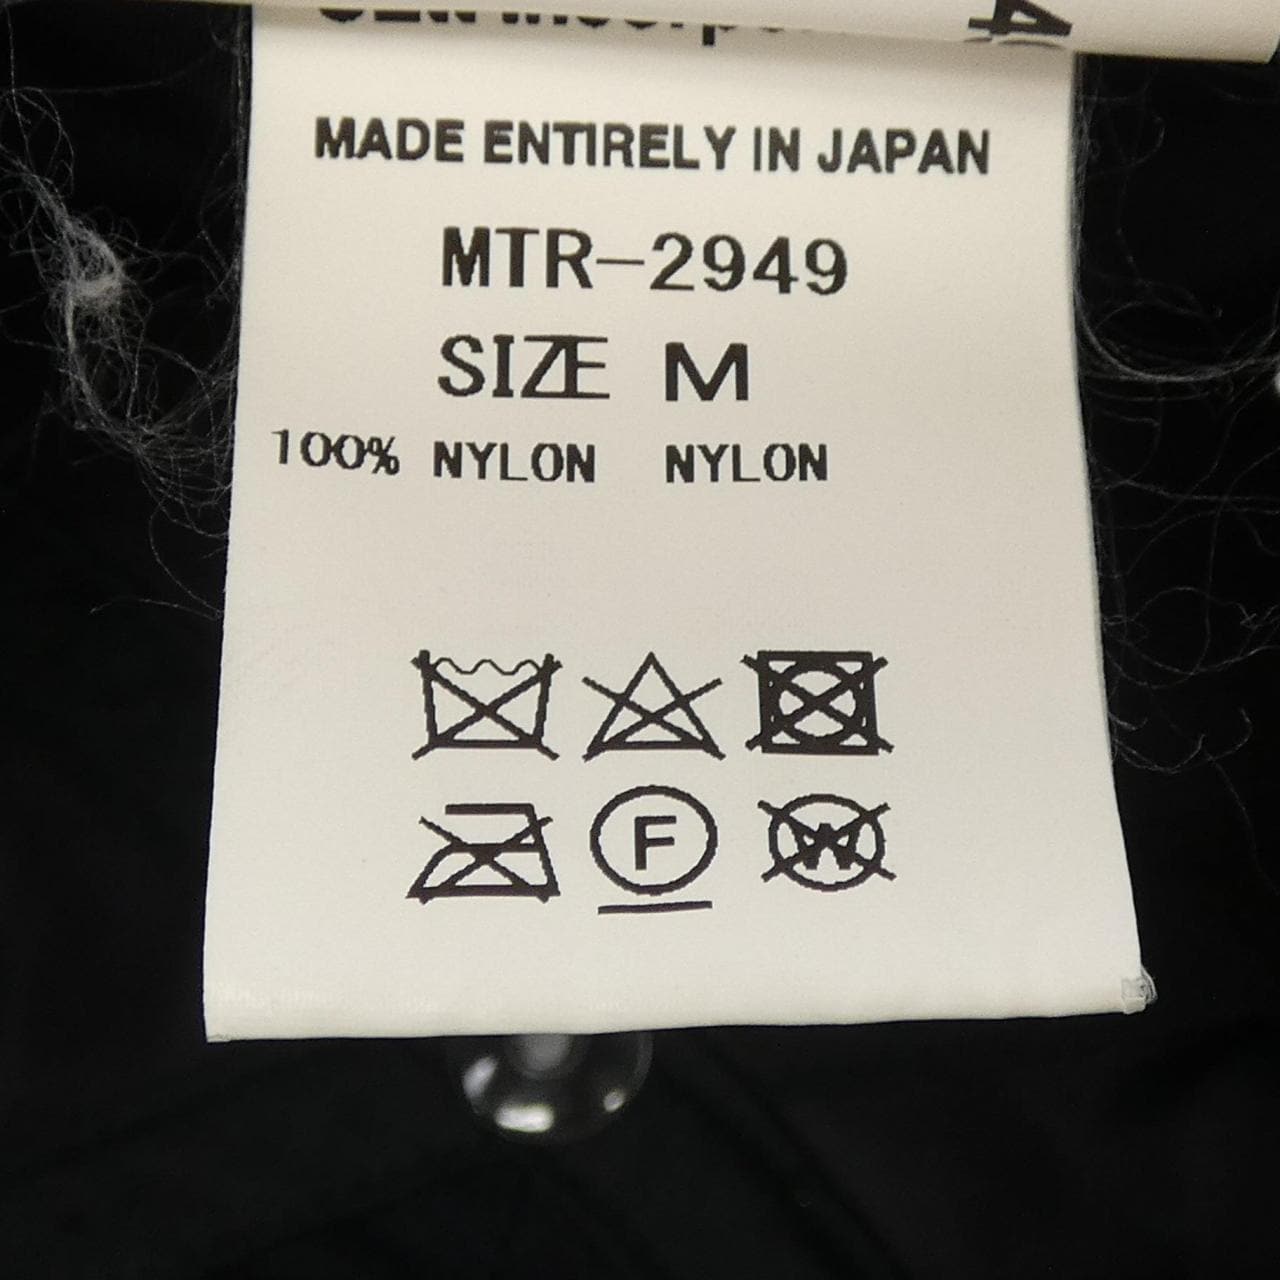 MADE ENTIRELY IN JAPAN
MTR-2949
SIZE M
100% NYLON NYLON
F
W